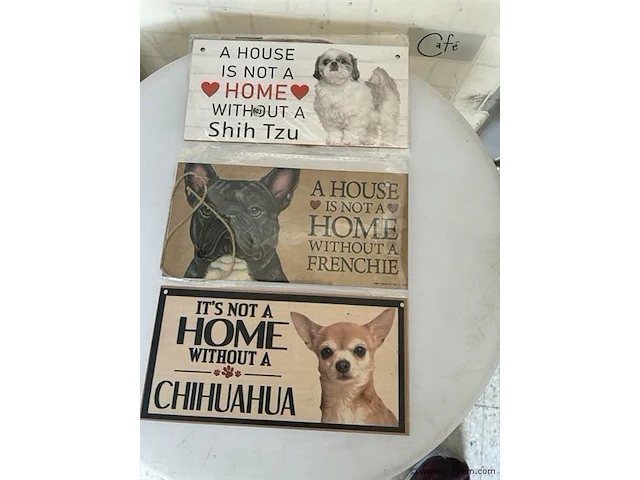 A HOUSE
IS NOT A
HOME
WITHOUT A
Shih Tzu
Café
A HOUSE
IS NOT A
HOME
WITHOUT A
FRENCHIE
IT'S NOT A
HOME
WITHOUT A
CHIHUAHUA